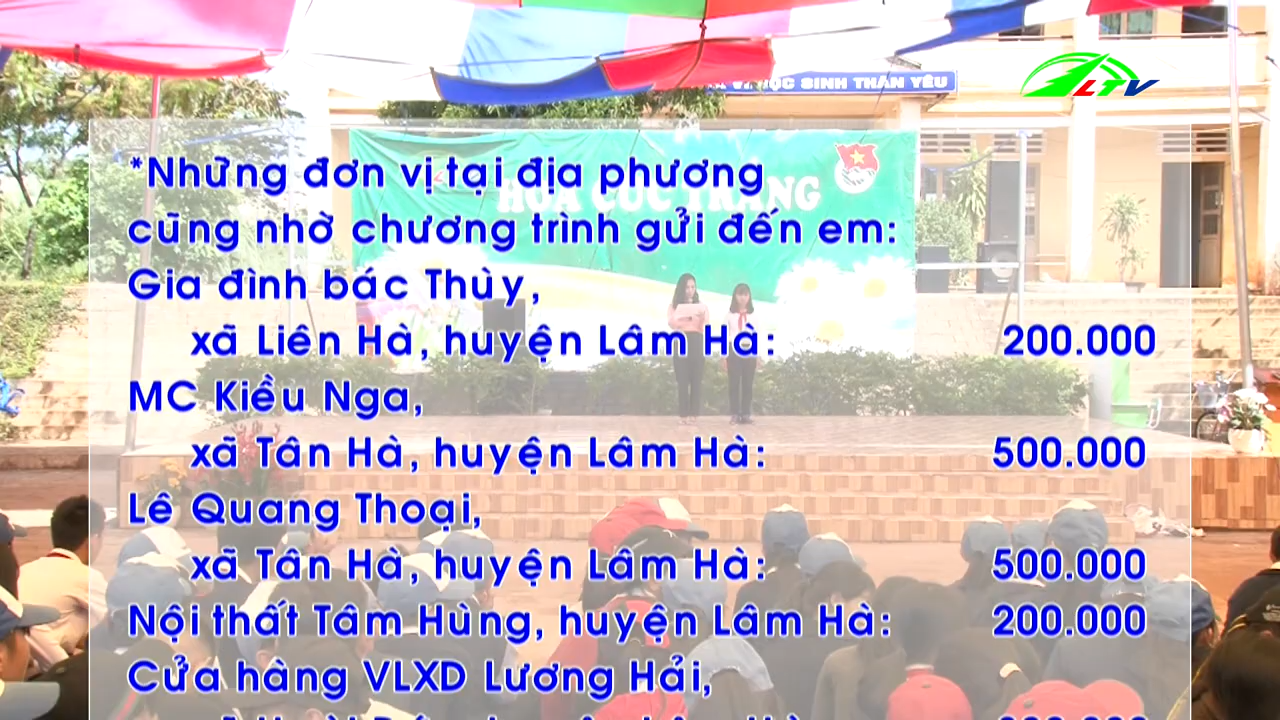 LTV
HỌC SINH THÂN YÊU
HOA CÚC TRẮNG
*Những đơn vị tại địa phương
cũng nhờ chương trình gửi đến em:
Gia đình bác Thùy,
xã Liên Hà, huyện Lâm Hà: 200.000
MC Kiều Nga,
xã Tân Hà, huyện Lâm Hà: 500.000
Lê Quang Thoại,
xã Tân Hà, huyện Lâm Hà: 500.000
Nội thất Tâm Hùng, huyện Lâm Hà: 200.000
Cửa hàng VLXD Lương Hải,